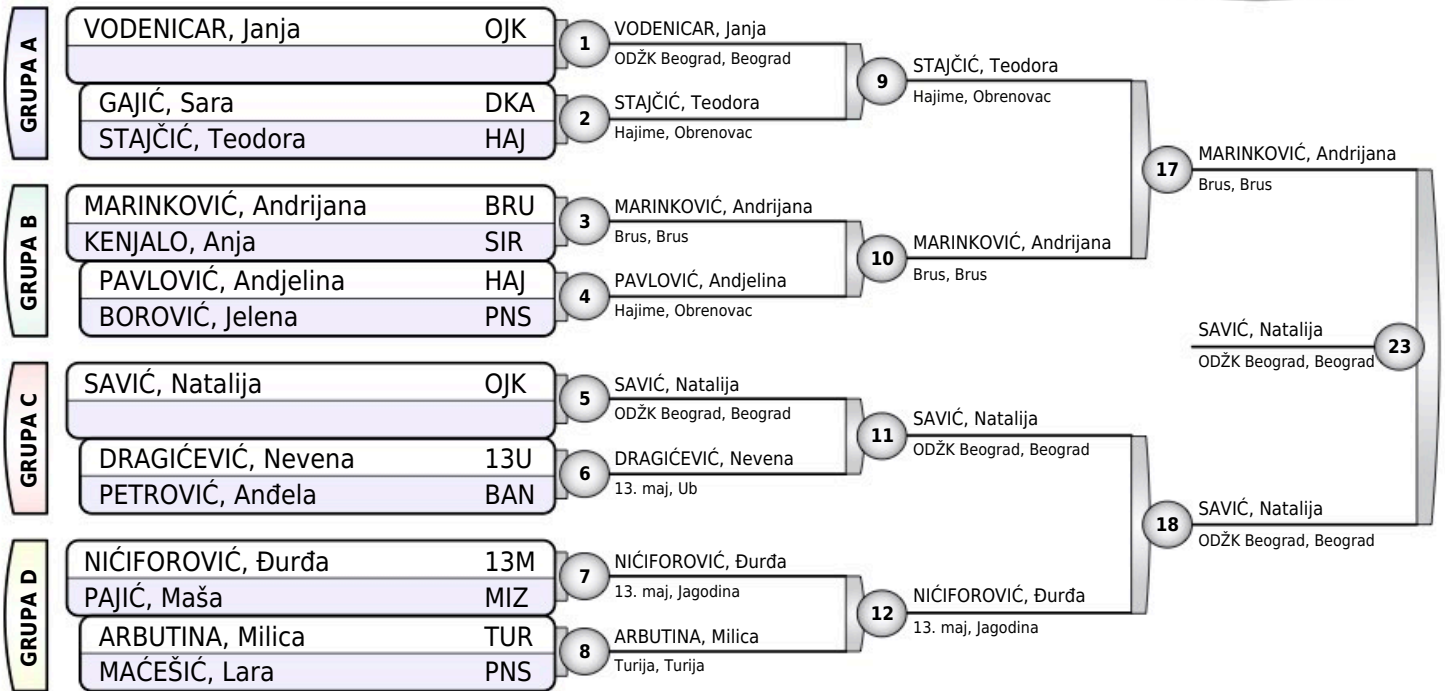 GRUPA A
VODENICAR, Janja OJK
GAJIĆ, Sara DKA
STAJČIĆ, Teodora HAJ
GRUPA B
MARINKOVIĆ, Andrijana BRU
KENJALO, Anja SIR
PAVLOVIĆ, Andjelina HAJ
BOROVIĆ, Jelena PNS
GRUPA C
SAVIĆ, Natalija OJK
DRAGIĆEVIĆ, Nevena 13U
PETROVIĆ, Anđela BAN
GRUPA D
NIĆIFOROVIĆ, Đurđa 13M
PAJIĆ, Maša MIZ
ARBUTINA, Milica TUR
MAĆEŠIĆ, Lara PNS
1
VODENICAR, Janja
ODŽK Beograd, Beograd
2
STAJČIĆ, Teodora
Hajime, Obrenovac
3
MARINKOVIĆ, Andrijana
Brus, Brus
4
PAVLOVIĆ, Andjelina
Hajime, Obrenovac
5
SAVIĆ, Natalija
ODŽK Beograd, Beograd
6
DRAGIĆEVIĆ, Nevena
13. maj, Ub
7
NIĆIFOROVIĆ, Đurđa
13. maj, Jagodina
8
ARBUTINA, Milica
Turija, Turija
9
STAJČIĆ, Teodora
Hajime, Obrenovac
10
MARINKOVIĆ, Andrijana
Brus, Brus
11
SAVIĆ, Natalija
ODŽK Beograd, Beograd
12
NIĆIFOROVIĆ, Đurđa
13. maj, Jagodina
17
MARINKOVIĆ, Andrijana
Brus, Brus
18
SAVIĆ, Natalija
ODŽK Beograd, Beograd
SAVIĆ, Natalija
ODŽK Beograd, Beograd
23